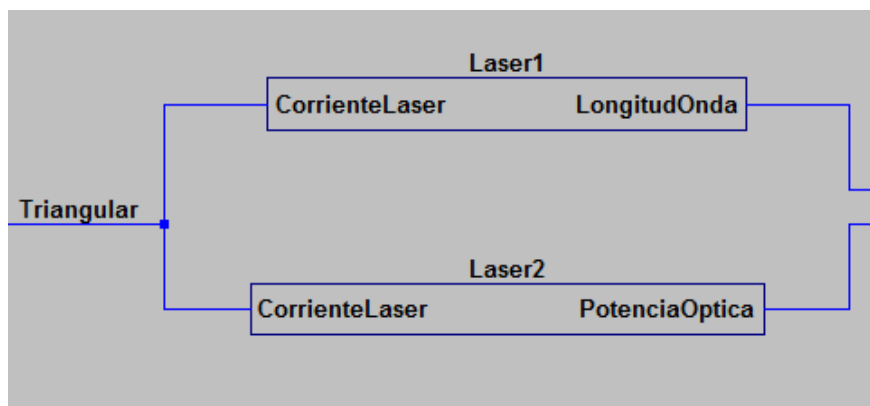 Laser1
CorrienteLaser LongitudOnda
Triangular
Laser2
CorrienteLaser PotenciaOptica